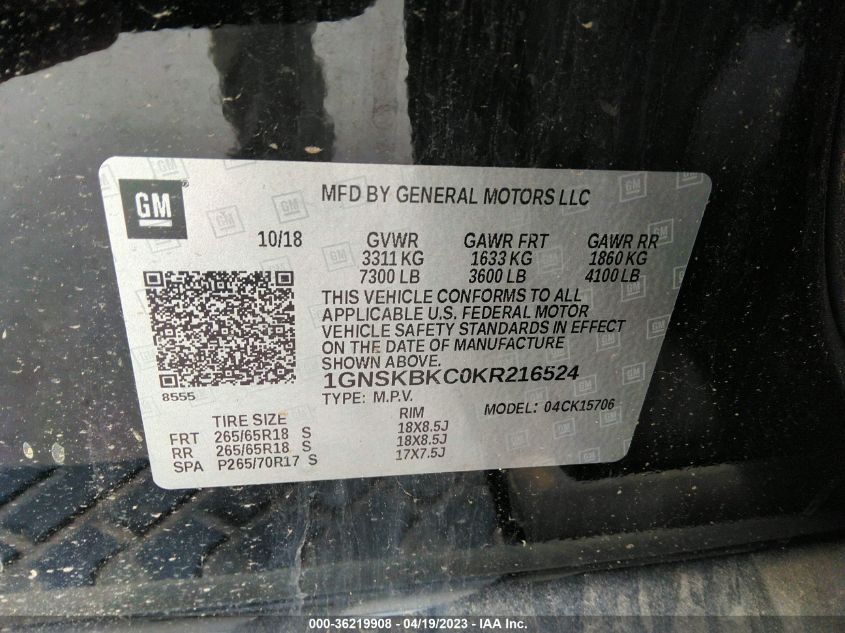 GM
MFD BY GENERAL MOTORS LLC
10/18 GVWR GAWR FRT GAWR RR
3311 KG 1633 KG 1860 KG
7300 LB 3600 LB 4100 LB
THIS VEHICLE CONFORMS TO ALL
APPLICABLE U.S. FEDERAL MOTOR
VEHICLE SAFETY STANDARDS IN EFFECT
ON THE DATE OF MANUFACTURE
SHOWN ABOVE.
1GNSKBKC0KR216524
8555 TYPE: M.P.V. MODEL: 04CK15706
TIRE SIZE RIM
FRT 265/65R18 S 18X8.5J
RR 265/65R18 S 18X8.5J
SPA P265/70R17 S 17X7.5J
000-36219908 - 04/19/2023 - IAA Inc.